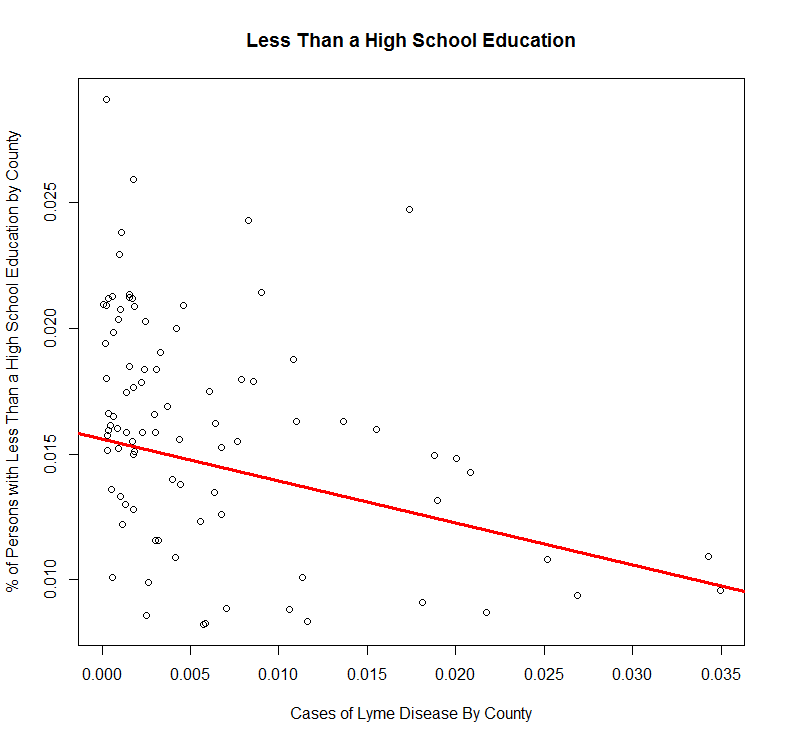 Less Than a High School Education
% of Persons with Less Than a High School Education by County
0.025
0.020
0.015
0.010
0.000 0.005 0.010 0.015 0.020 0.025 0.030 0.035
Cases of Lyme Disease By County